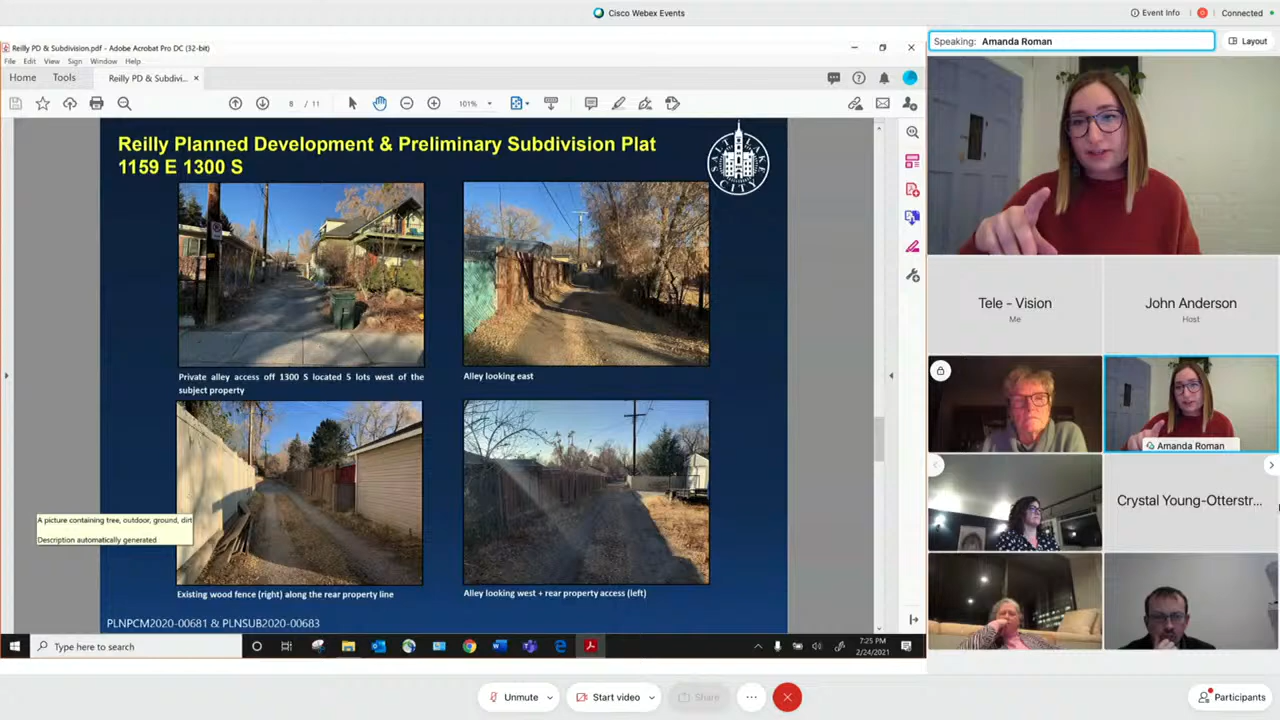 Cisco Webex Events
Event Info
Connected
Reilly PD & Subdivision.pdf - Adobe Acrobat Pro DC (32-bit)
File Edit View Sign Window Help
Home Tools Reilly PD & Subdivi... ×
8 / 11 101%
Reilly Planned Development & Preliminary Subdivision Plat
1159 E 1300 S
SALT LAKE CITY
Private alley access off 1300 S located 5 lots west of the
subject property
Alley looking east
A picture containing tree, outdoor, ground, dirt
Description automatically generated
Existing wood fence (right) along the rear property line
Alley looking west + rear property access (left)
PLNPCM2020-00681 & PLNSUB2020-00683
Type here to search
7:25 PM
2/24/2021
Speaking: Amanda Roman
Layout
Tele - Vision
Me
John Anderson
Host
Amanda Roman
Crystal Young-Otterstr...
Unmute
Start video
Share
Participants